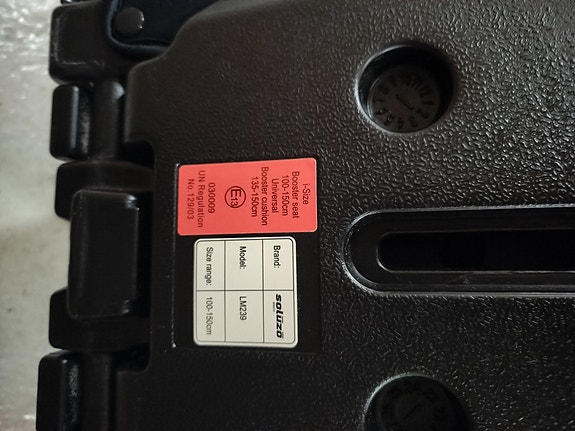 i-Size
Booster seat
100-150cm
Universal
Booster cushion
135-150cm
E13
030009
UN Regulation
No.129/03
Brand: solüzö
Model: LM239
Size range: 100-150cm